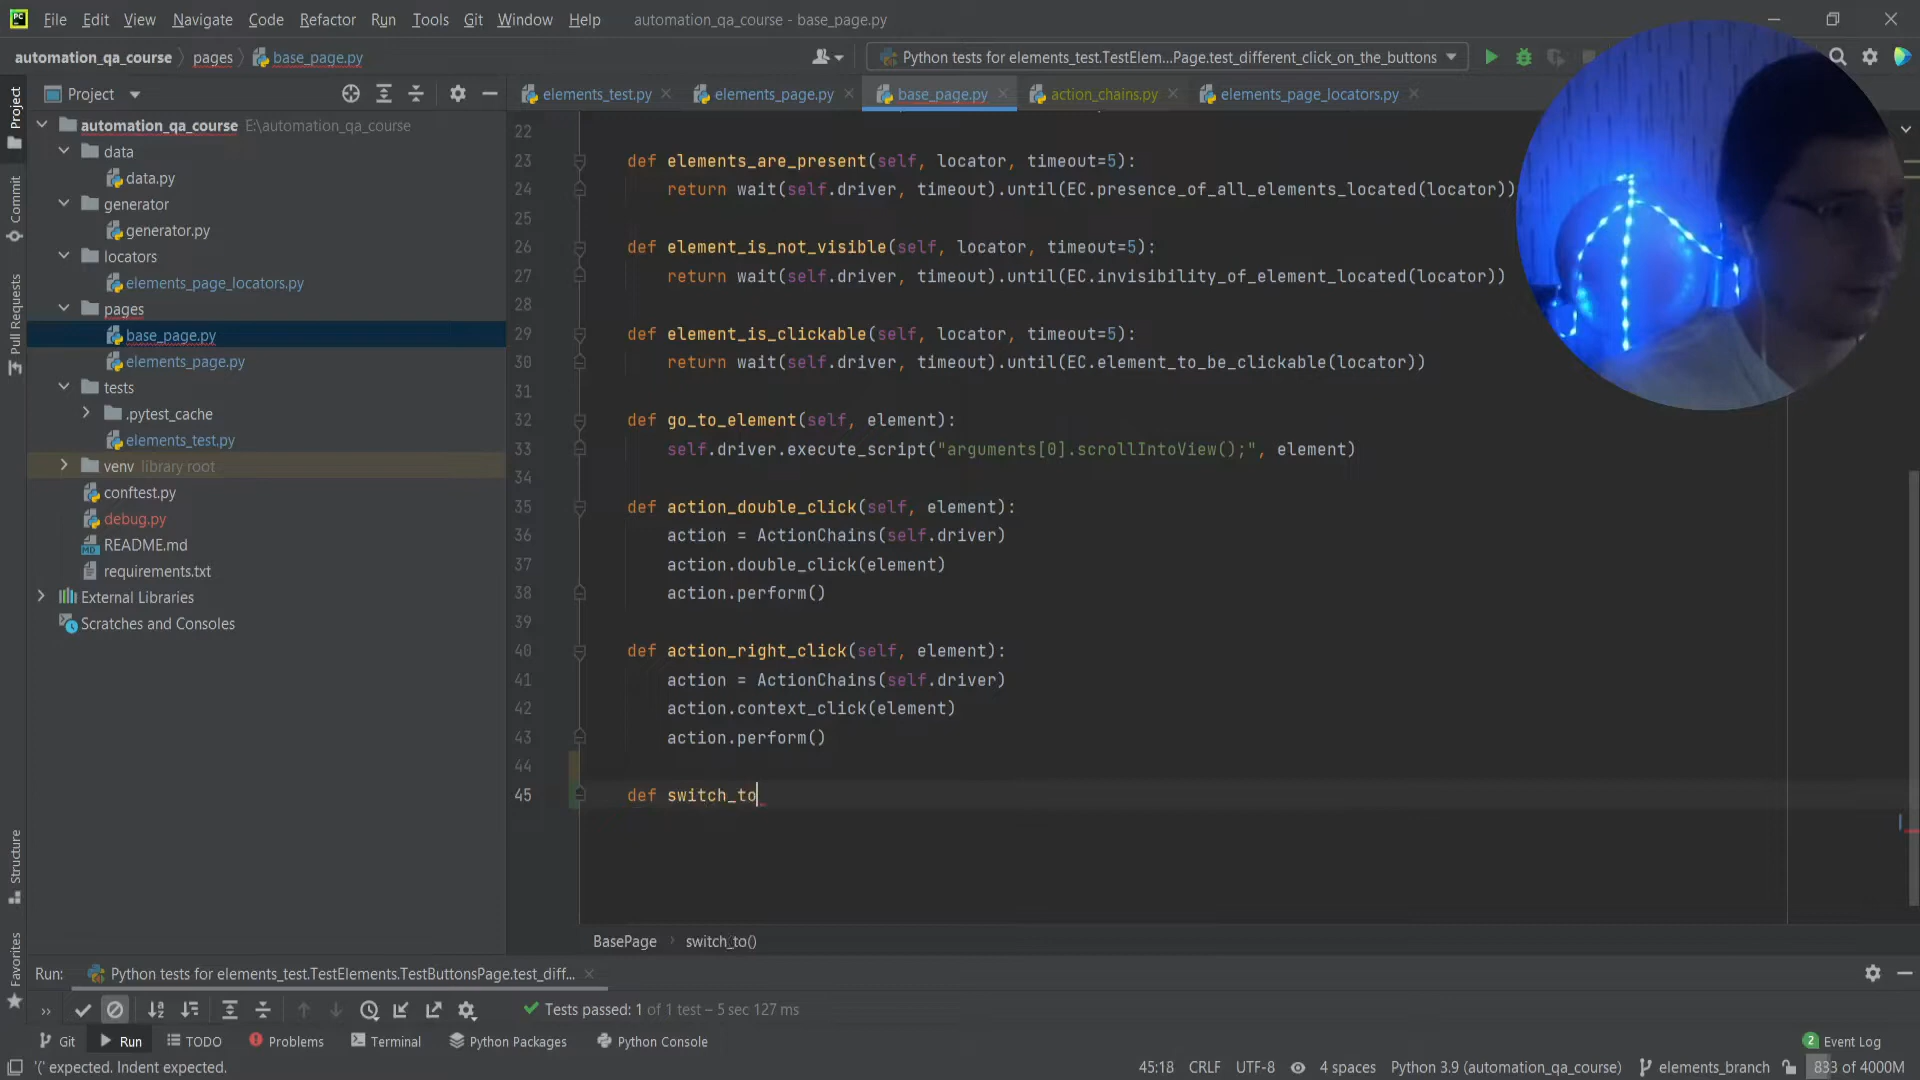 PC File Edit View Navigate Code Refactor Run Tools Git Window Help automation_qa_course - base_page.py
automation_qa_course pages base_page.py
Python tests for elements_test.TestElem...Page.test_different_click_on_the_buttons
Project
elements_test.py elements_page.py base_page.py action_chains.py elements_page_locators.py
Project
Commit
Pull Requests
Structure
Favorites
automation_qa_course E:\automation_qa_course
data
data.py
generator
generator.py
locators
elements_page_locators.py
pages
base_page.py
elements_page.py
tests
.pytest_cache
elements_test.py
venv library root
conftest.py
debug.py
README.md
requirements.txt
External Libraries
Scratches and Consoles
22
23 def elements_are_present(self, locator, timeout=5):
24 return wait(self.driver, timeout).until(EC.presence_of_all_elements_located(locator))
25
26 def element_is_not_visible(self, locator, timeout=5):
27 return wait(self.driver, timeout).until(EC.invisibility_of_element_located(locator))
28
29 def element_is_clickable(self, locator, timeout=5):
30 return wait(self.driver, timeout).until(EC.element_to_be_clickable(locator))
31
32 def go_to_element(self, element):
33 self.driver.execute_script("arguments[0].scrollIntoView();", element)
34
35 def action_double_click(self, element):
36 action = ActionChains(self.driver)
37 action.double_click(element)
38 action.perform()
39
40 def action_right_click(self, element):
41 action = ActionChains(self.driver)
42 action.context_click(element)
43 action.perform()
44
45 def switch_to
BasePage switch_to()
Run: Python tests for elements_test.TestElements.TestButtonsPage.test_diff...
» Tests passed: 1 of 1 test – 5 sec 127 ms
Git Run TODO Problems Terminal Python Packages Python Console 2 Event Log
'(' expected. Indent expected. 45:18 CRLF UTF-8 4 spaces Python 3.9 (automation_qa_course) elements_branch 833 of 4000M